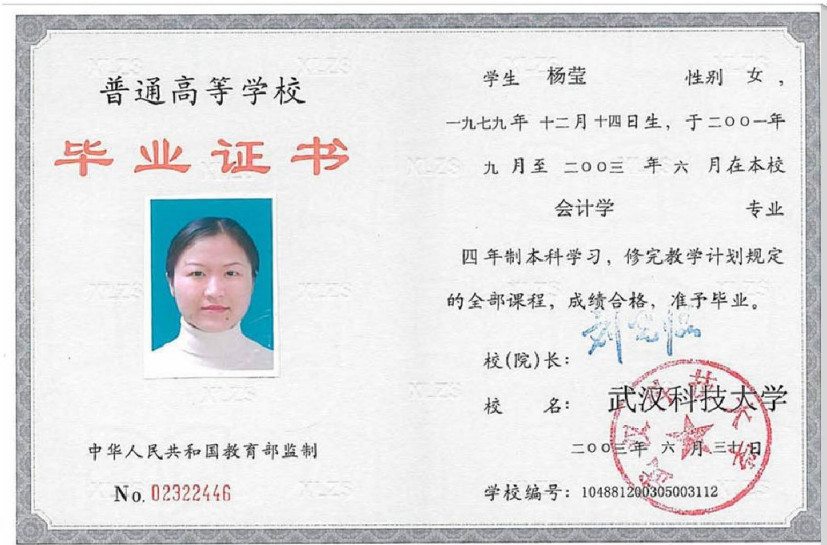 普通高等学校
毕业证书
中华人民共和国教育部监制
No. 02322446
学生 杨莹 性别 女，
一九七九年 十二月十四日生，于二〇〇一年
九 月至 二〇〇三 年 六 月在本校
会计学 专业
四年制本科学习，修完教学计划规定
的全部课程，成绩合格，准予毕业。
校(院)长：
校 名： 武汉科技大学
二〇〇三年 六 月三十日
学校编号：104881200305003112
武汉科技大学